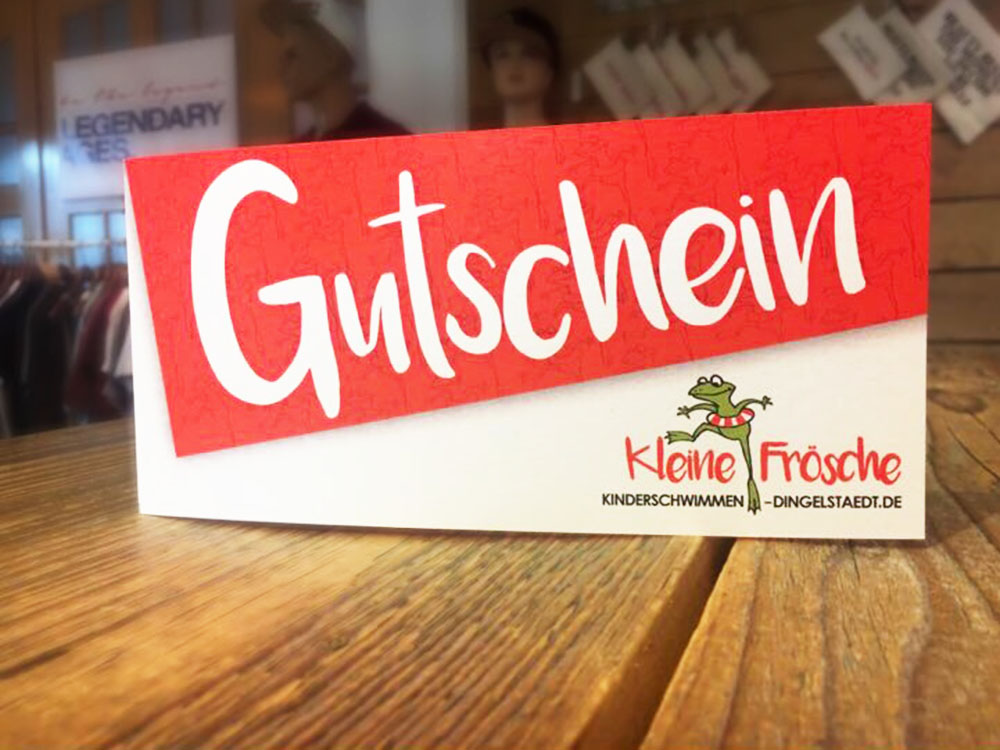 LEGENDARY
Gutschein
Kleine Frösche
KINDERSCHWIMMEN-DINGELSTAEDT.DE